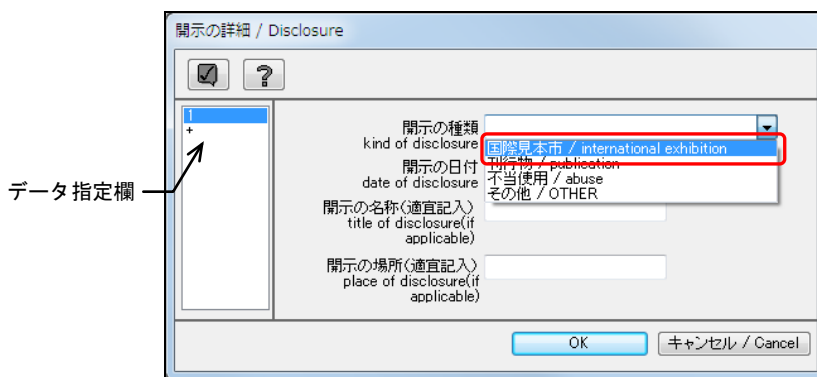 開示の詳細 / Disclosure
?
1
+
データ指定欄
開示の種類
kind of disclosure
国際見本市 / international exhibition
刊行物 / publication
不当使用 / abuse
その他 / OTHER
開示の日付
date of disclosure
開示の名称(適宜記入)
title of disclosure(if
applicable)
開示の場所(適宜記入)
place of disclosure(if
applicable)
OK
キャンセル / Cancel